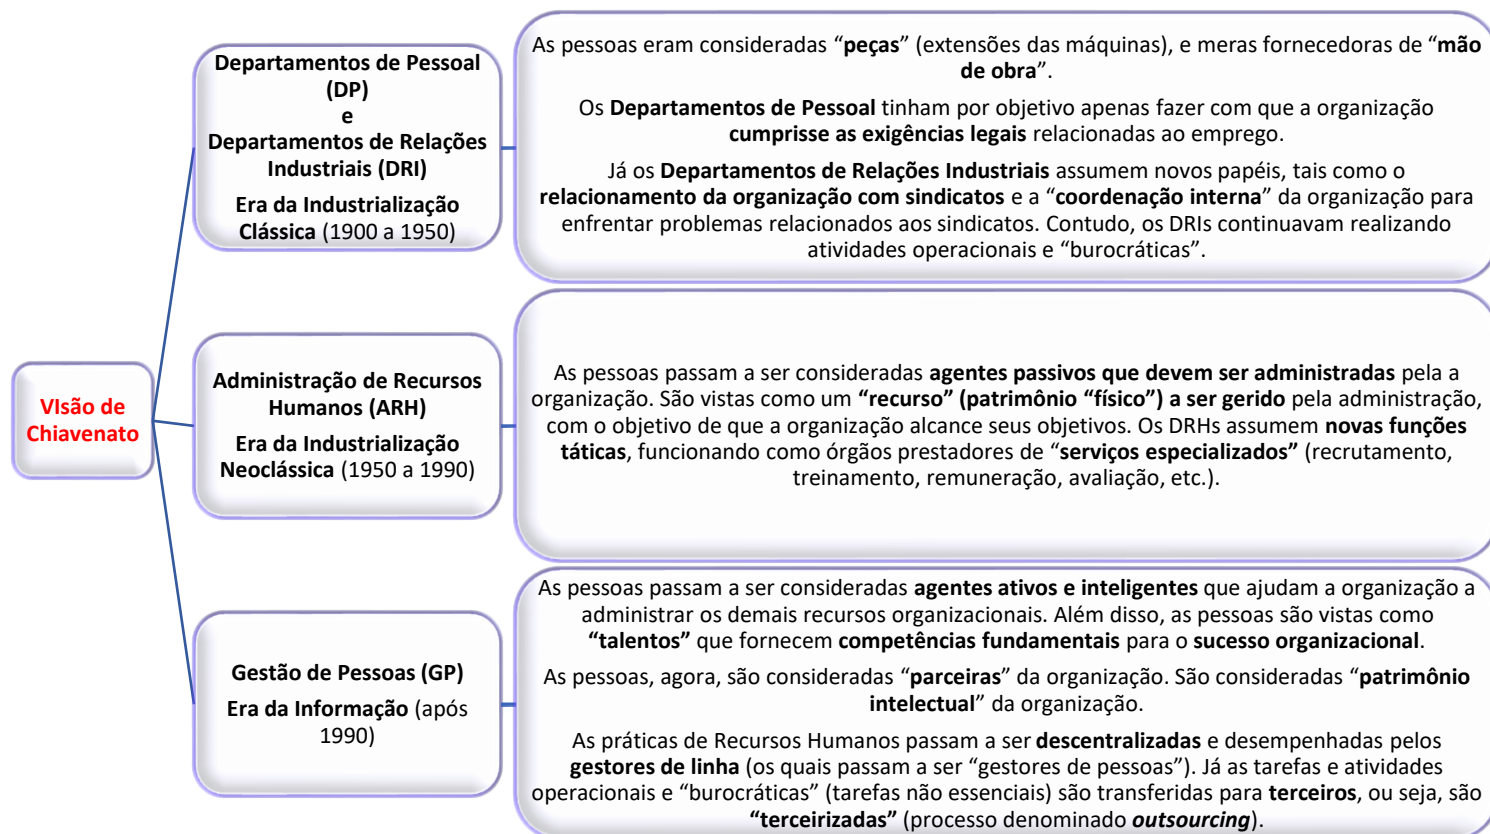 VIsão de
Chiavenato
Departamentos de Pessoal
(DP)
e
Departamentos de Relações
Industriais (DRI)
Era da Industrialização
Clássica (1900 a 1950)
As pessoas eram consideradas “peças” (extensões das máquinas), e meras fornecedoras de “mão
de obra”.
Os Departamentos de Pessoal tinham por objetivo apenas fazer com que a organização
cumprisse as exigências legais relacionadas ao emprego.
Já os Departamentos de Relações Industriais assumem novos papéis, tais como o
relacionamento da organização com sindicatos e a “coordenação interna” da organização para
enfrentar problemas relacionados aos sindicatos. Contudo, os DRIs continuavam realizando
atividades operacionais e “burocráticas”.
Administração de Recursos
Humanos (ARH)
Era da Industrialização
Neoclássica (1950 a 1990)
As pessoas passam a ser consideradas agentes passivos que devem ser administradas pela a
organização. São vistas como um “recurso” (patrimônio “físico”) a ser gerido pela administração,
com o objetivo de que a organização alcance seus objetivos. Os DRHs assumem novas funções
táticas, funcionando como órgãos prestadores de “serviços especializados” (recrutamento,
treinamento, remuneração, avaliação, etc.).
Gestão de Pessoas (GP)
Era da Informação (após
1990)
As pessoas passam a ser consideradas agentes ativos e inteligentes que ajudam a organização a
administrar os demais recursos organizacionais. Além disso, as pessoas são vistas como
“talentos” que fornecem competências fundamentais para o sucesso organizacional.
As pessoas, agora, são consideradas “parceiras” da organização. São consideradas “patrimônio
intelectual” da organização.
As práticas de Recursos Humanos passam a ser descentralizadas e desempenhadas pelos
gestores de linha (os quais passam a ser “gestores de pessoas”). Já as tarefas e atividades
operacionais e “burocráticas” (tarefas não essenciais) são transferidas para terceiros, ou seja, são
“terceirizadas” (processo denominado outsourcing).